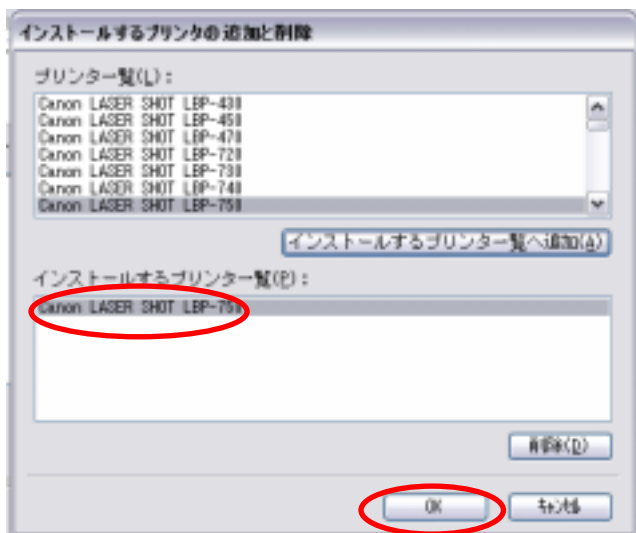 インストールするプリンタの追加と削除
プリンター覧(L):
Canon LASER SHOT LBP-430
Canon LASER SHOT LBP-450
Canon LASER SHOT LBP-470
Canon LASER SHOT LBP-720
Canon LASER SHOT LBP-730
Canon LASER SHOT LBP-740
Canon LASER SHOT LBP-750
インストールするプリンター覧へ追加(A)
インストールするプリンター覧(P):
Canon LASER SHOT LBP-750
削除(D)
OK
キャンセル